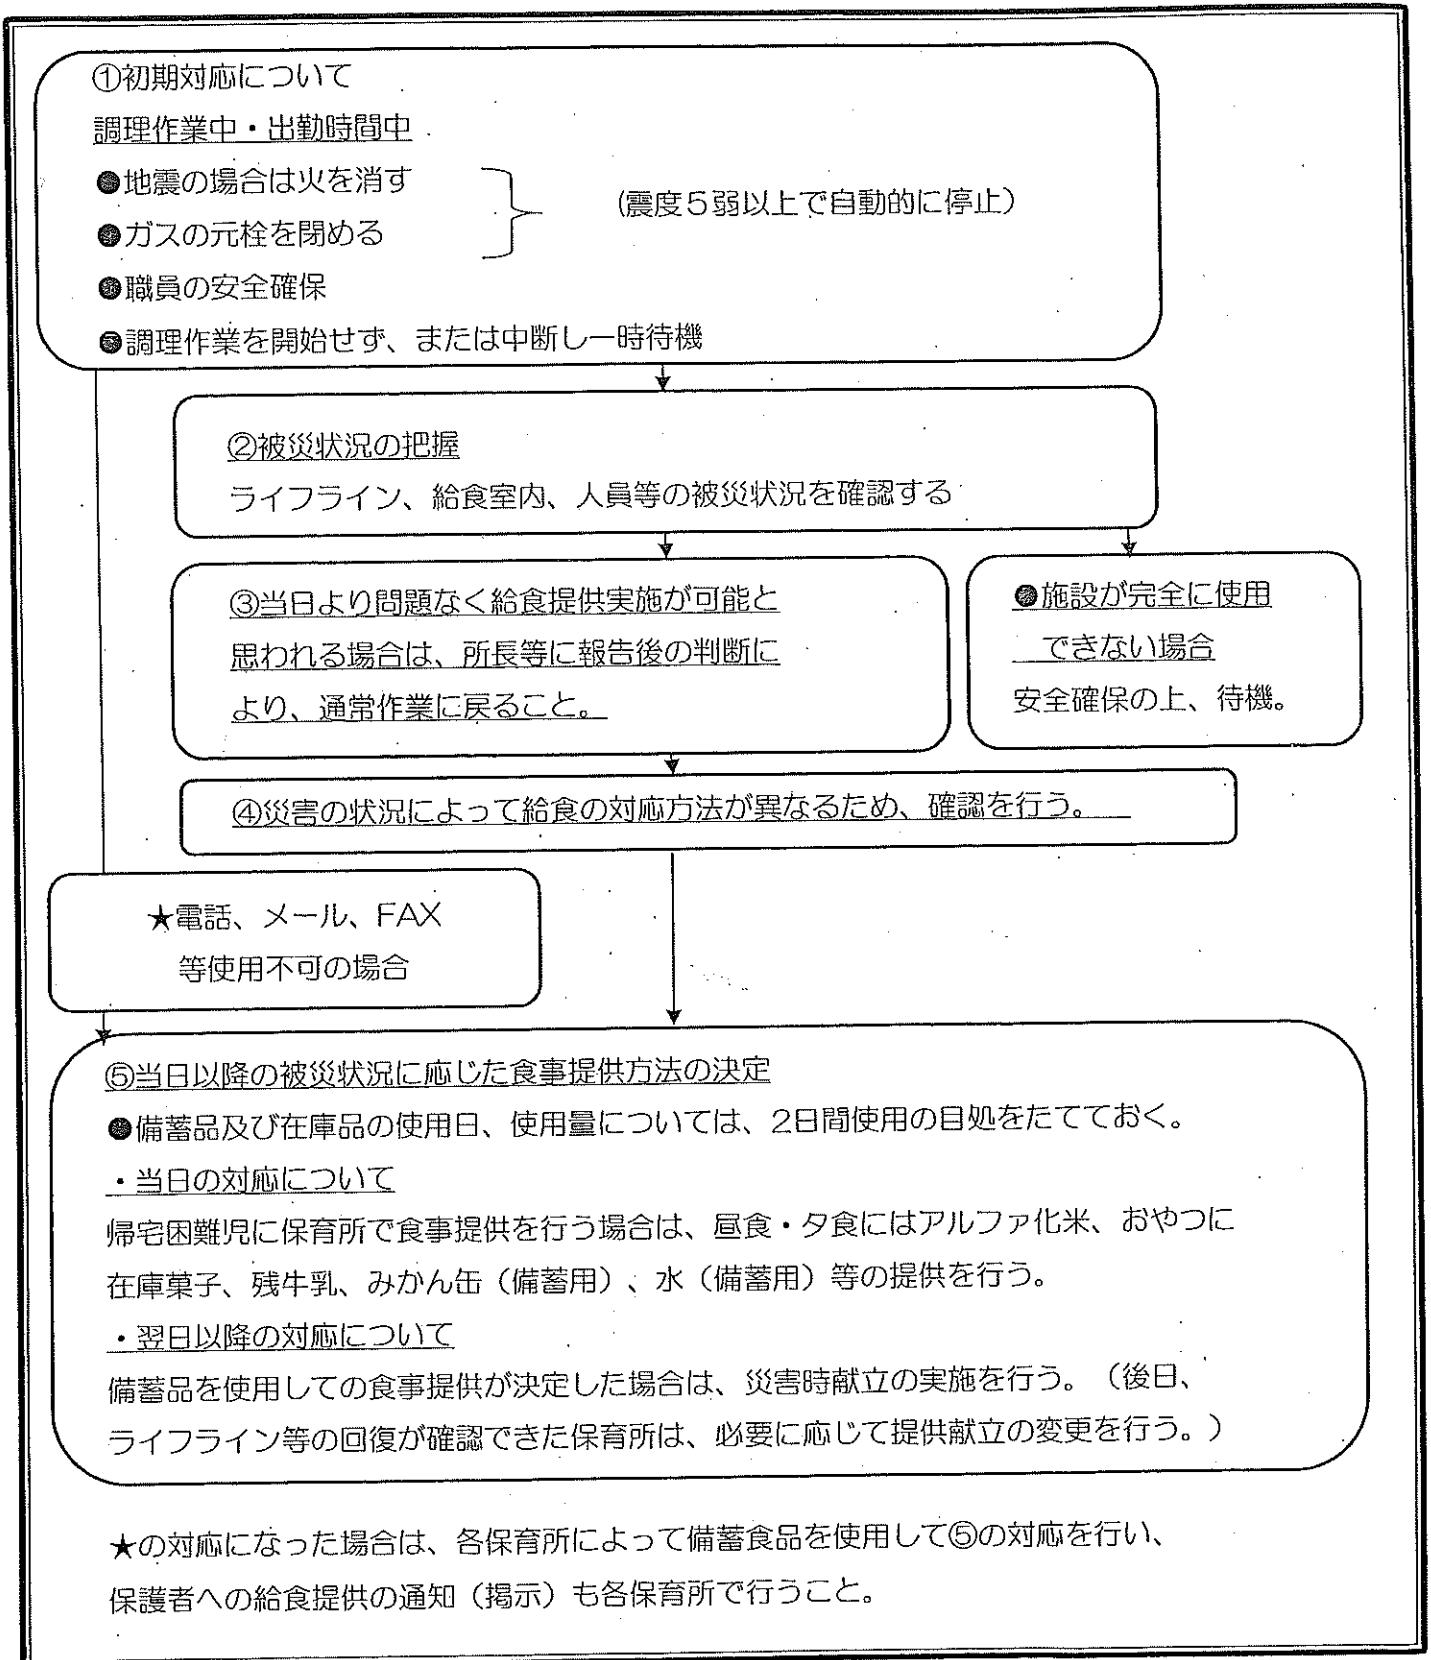 ①初期対応について
調理作業中・出勤時間中
●地震の場合は火を消す
(震度5弱以上で自動的に停止)
●ガスの元栓を閉める
●職員の安全確保
●調理作業を開始せず、または中断し一時待機
②被災状況の把握
ライフライン、給食室内、人員等の被災状況を確認する
③当日より問題なく給食提供実施が可能と
思われる場合は、所長等に報告後の判断に
より、通常作業に戻ること。
●施設が完全に使用
できない場合
安全確保の上、待機。
④災害の状況によって給食の対応方法が異なるため、確認を行う。
★電話、メール、FAX
等使用不可の場合
⑤当日以降の被災状況に応じた食事提供方法の決定
●備蓄品及び在庫品の使用日、使用量については、2日間使用の目処をたてておく。
・当日の対応について
帰宅困難児に保育所で食事提供を行う場合は、昼食・夕食にはアルファ化米、おやつに
在庫菓子、残牛乳、みかん缶(備蓄用)、水(備蓄用)等の提供を行う。
・翌日以降の対応について
備蓄品を使用しての食事提供が決定した場合は、災害時献立の実施を行う。(後日、
ライフライン等の回復が確認できた保育所は、必要に応じて提供献立の変更を行う。)
★の対応になった場合は、各保育所によって備蓄食品を使用して⑤の対応を行い、
保護者への給食提供の通知(掲示)も各保育所で行うこと。